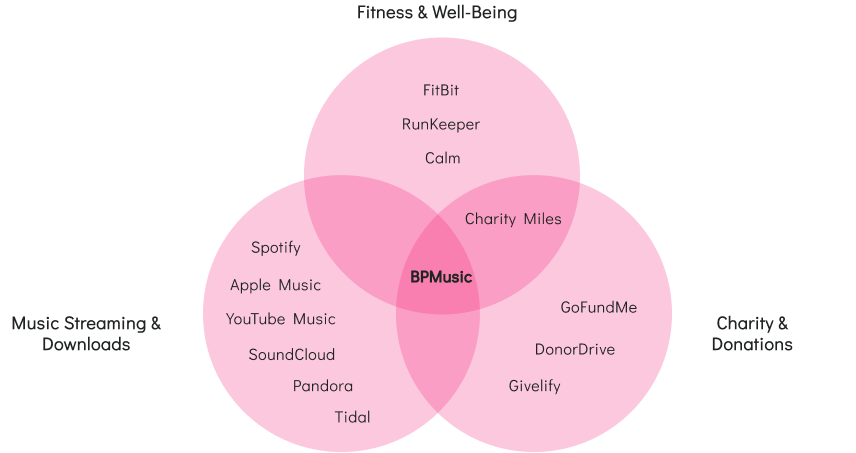 Fitness & Well-Being
FitBit
RunKeeper
Calm
Charity Miles
Spotify
BPMusic
Apple Music
YouTube Music
SoundCloud
Pandora
Tidal
GoFundMe
DonorDrive
Givelify
Music Streaming &
Downloads
Charity &
Donations